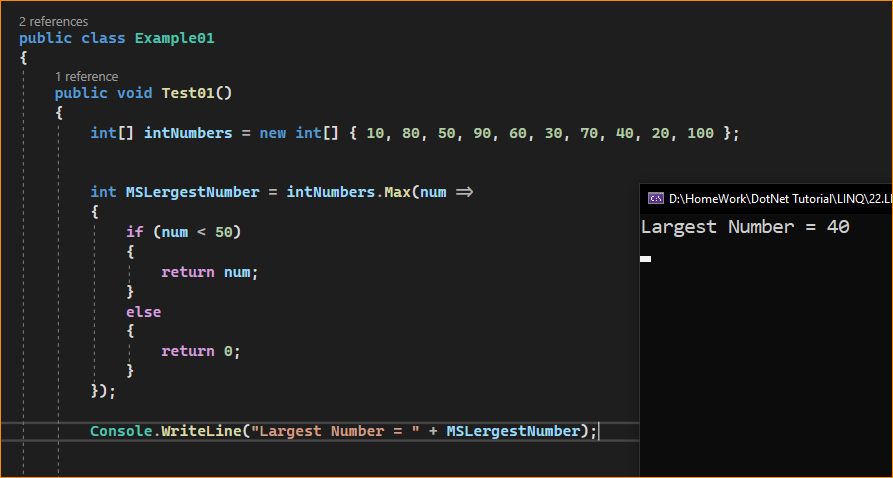 2 references
public class Example01
{
1 reference
public void Test01()
{
int[] intNumbers = new int[] { 10, 80, 50, 90, 60, 30, 70, 40, 20, 100 };
int MSLergestNumber = intNumbers.Max(num =>
{
if (num < 50)
{
return num;
}
else
{
return 0;
}
});
Console.WriteLine("Largest Number = " + MSLergestNumber);
D:\HomeWork\DotNet Tutorial\LINQ\22.LI
Largest Number = 40